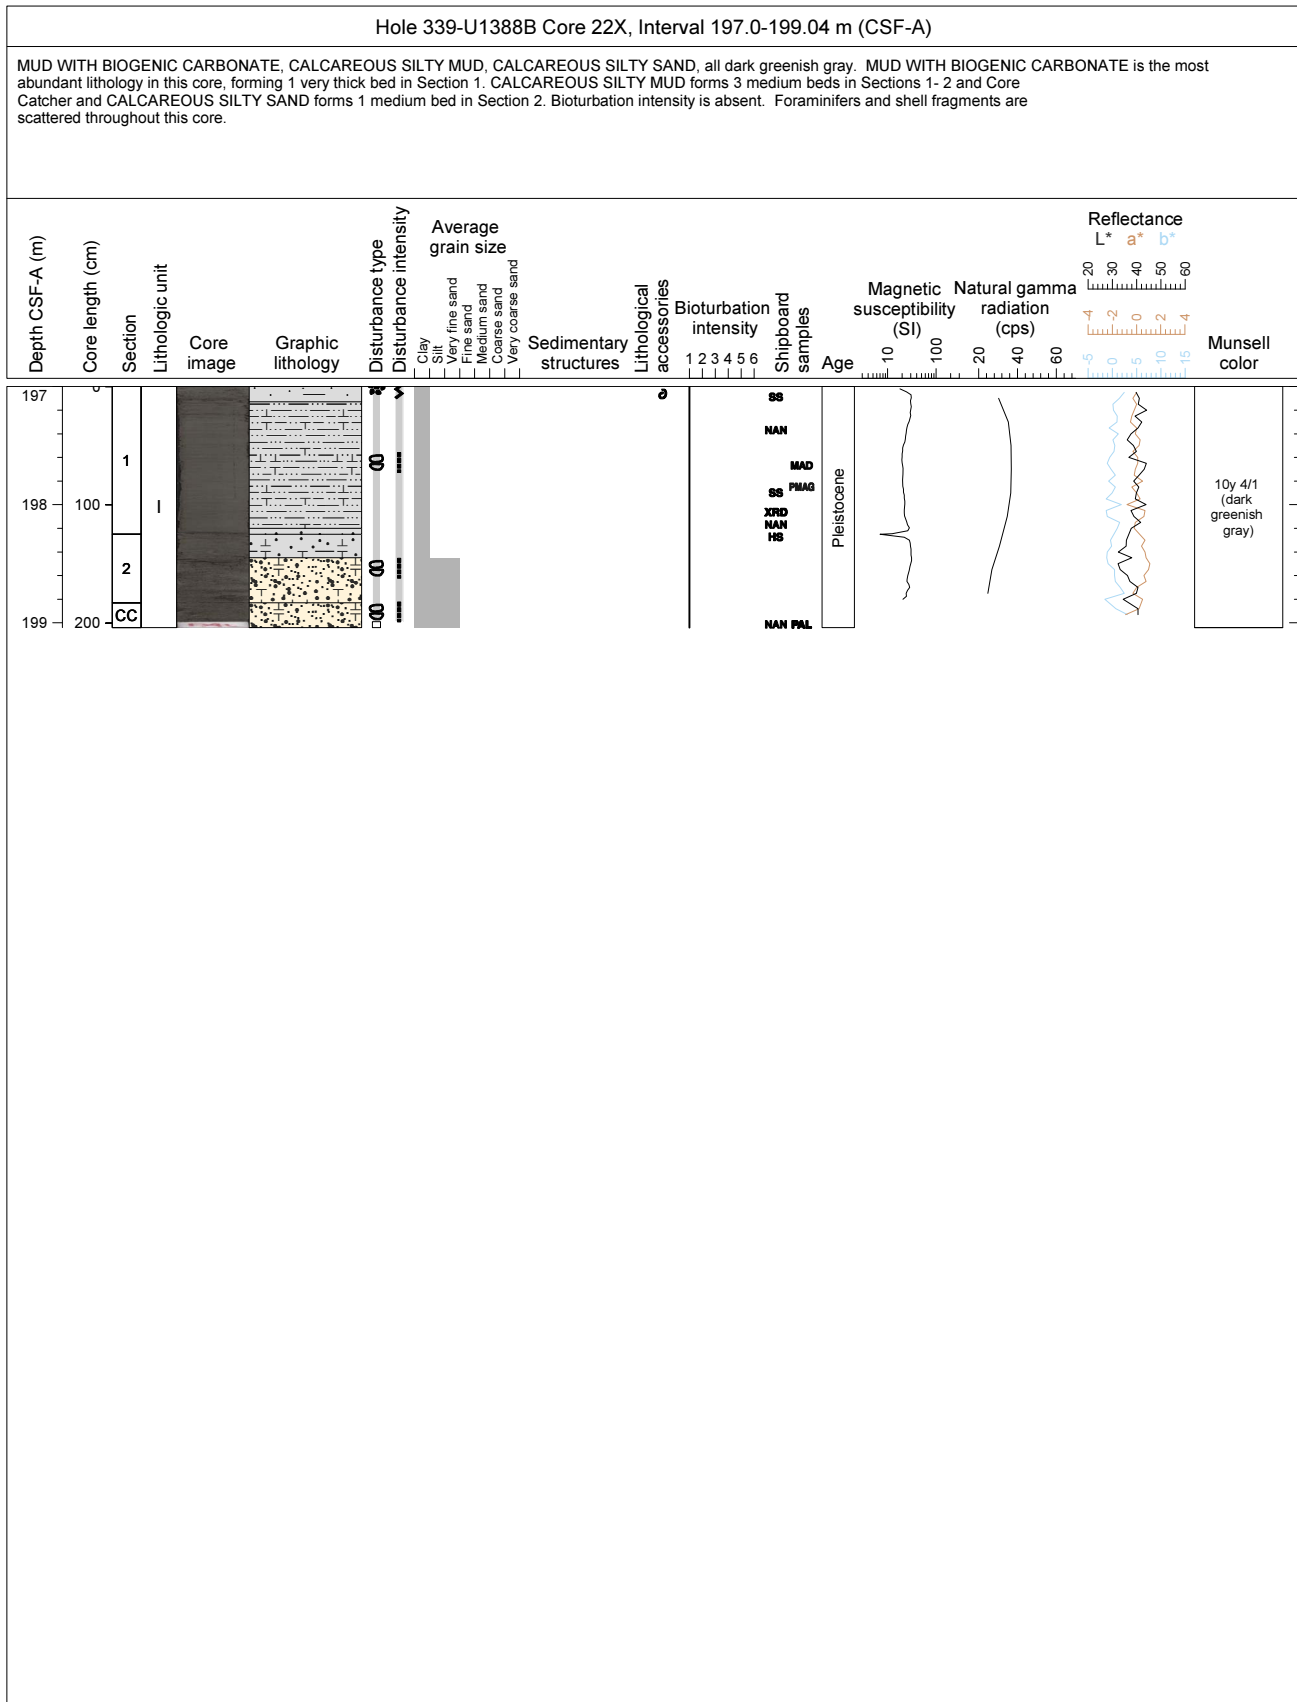 Hole 339-U1388B Core 22X, Interval 197.0-199.04 m (CSF-A)
MUD WITH BIOGENIC CARBONATE, CALCAREOUS SILTY MUD, CALCAREOUS SILTY SAND, all dark greenish gray.  MUD WITH BIOGENIC CARBONATE is the most
abundant lithology in this core, forming 1 very thick bed in Section 1. CALCAREOUS SILTY MUD forms 3 medium beds in Sections 1- 2 and Core
Catcher and CALCAREOUS SILTY SAND forms 1 medium bed in Section 2. Bioturbation intensity is absent.  Foraminifers and shell fragments are
scattered throughout this core.
Depth CSF-A (m)
Core length (cm)
Section
Lithologic unit
Core
image
Graphic
lithology
Disturbance type
Disturbance intensity
Average
grain size
Clay
Silt
Very fine sand
Fine sand
Medium sand
Coarse sand
Very coarse sand
Sedimentary
structures
Lithological
accessories
Bioturbation
intensity
1 2 3 4 5 6
Shipboard
samples
Age
Magnetic
susceptibility
(SI)
10 100
Natural gamma
radiation
(cps)
20 40 60
Reflectance
L* a* b*
20 30 40 50 60
-4 -2 0 2 4
-5 0 5 10 15
Munsell
color
197
198
199
0
100
200
1
2
CC
I
SS
NAN
MAD
SS PMAG
XRD
NAN
HS
NAN PAL
Pleistocene
10y 4/1
(dark
greenish
gray)